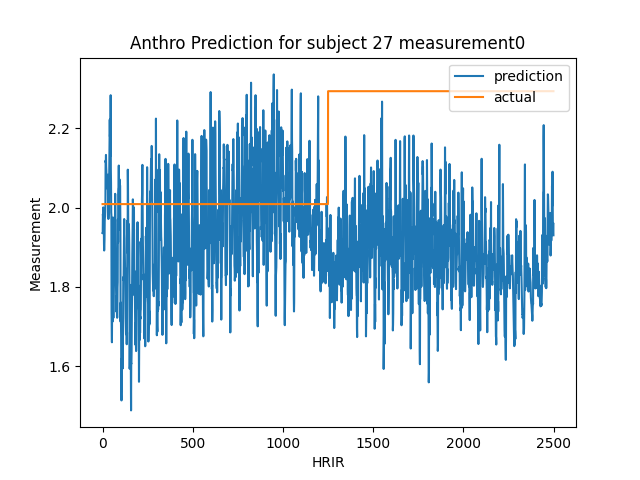 Anthro Prediction for subject 27 measurement0
prediction
actual
Measurement
2.2
2.0
1.8
1.6
0
500
1000
1500
2000
2500
HRIR